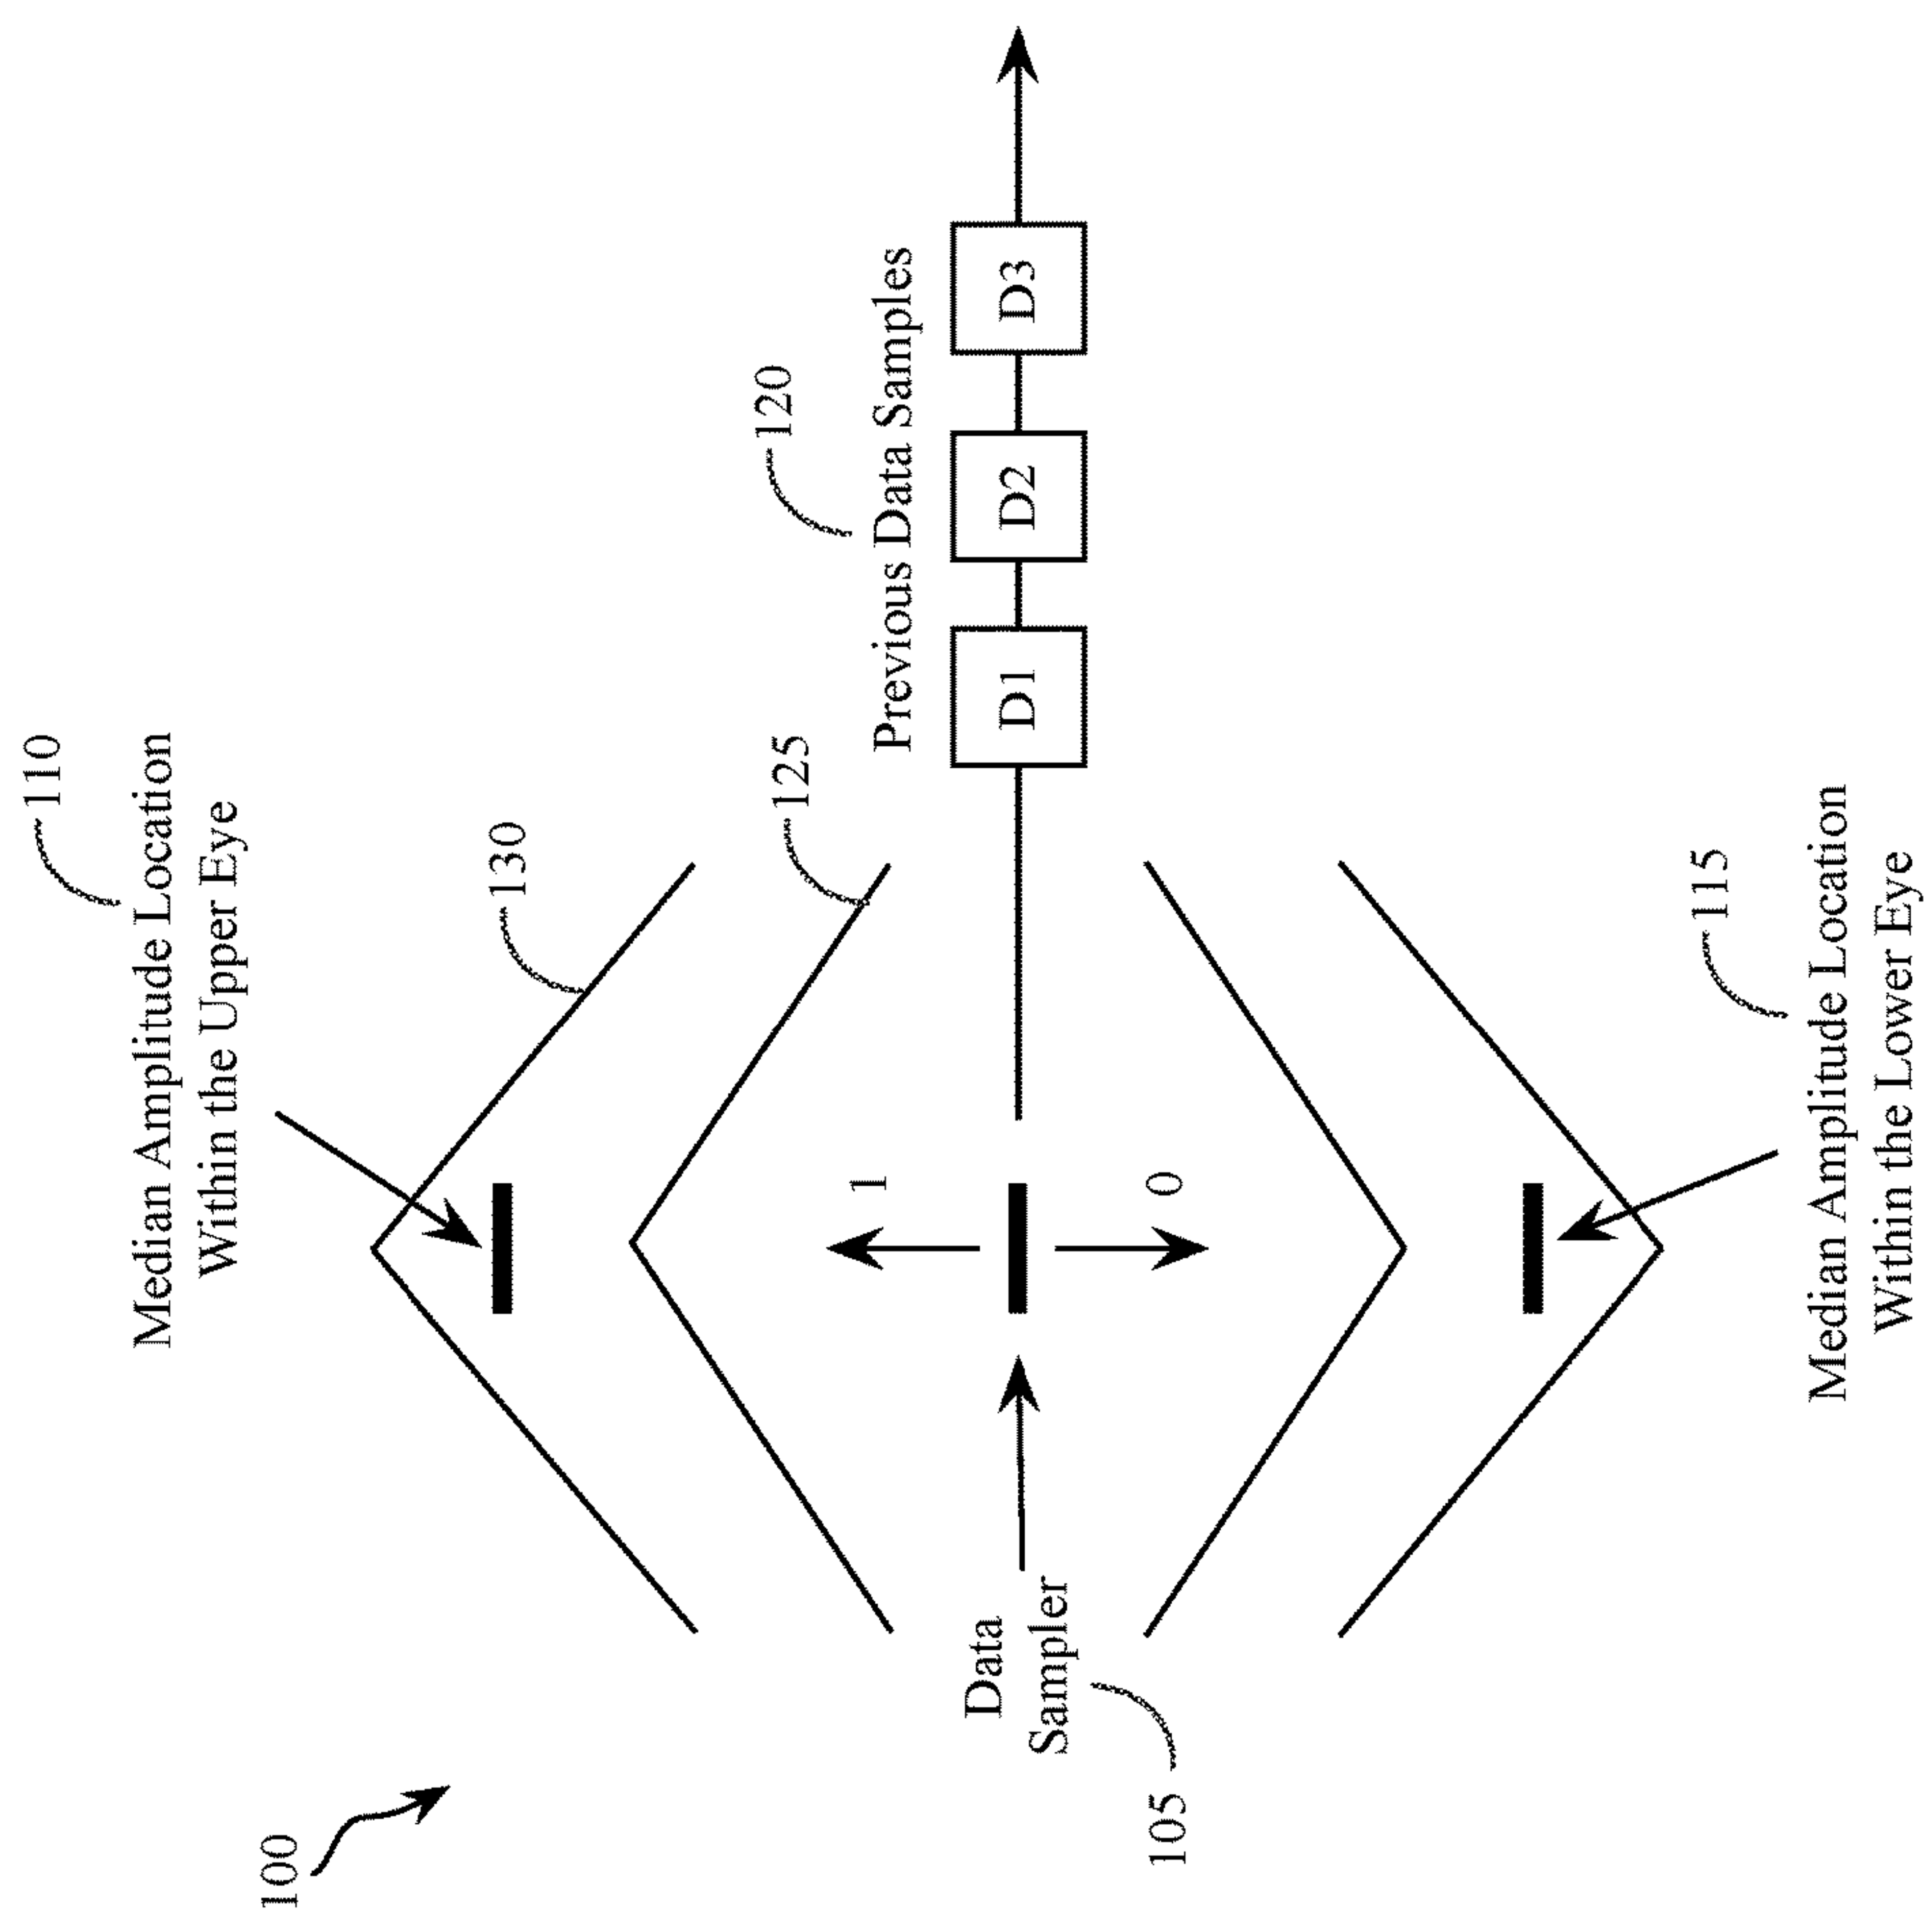 110
Median Amplitude Location
Within the Upper Eye
130
125
120
Previous Data Samples
1
0
D1
D2
D3
Data
Sampler
105
100
115
Median Amplitude Location
Within the Lower Eye